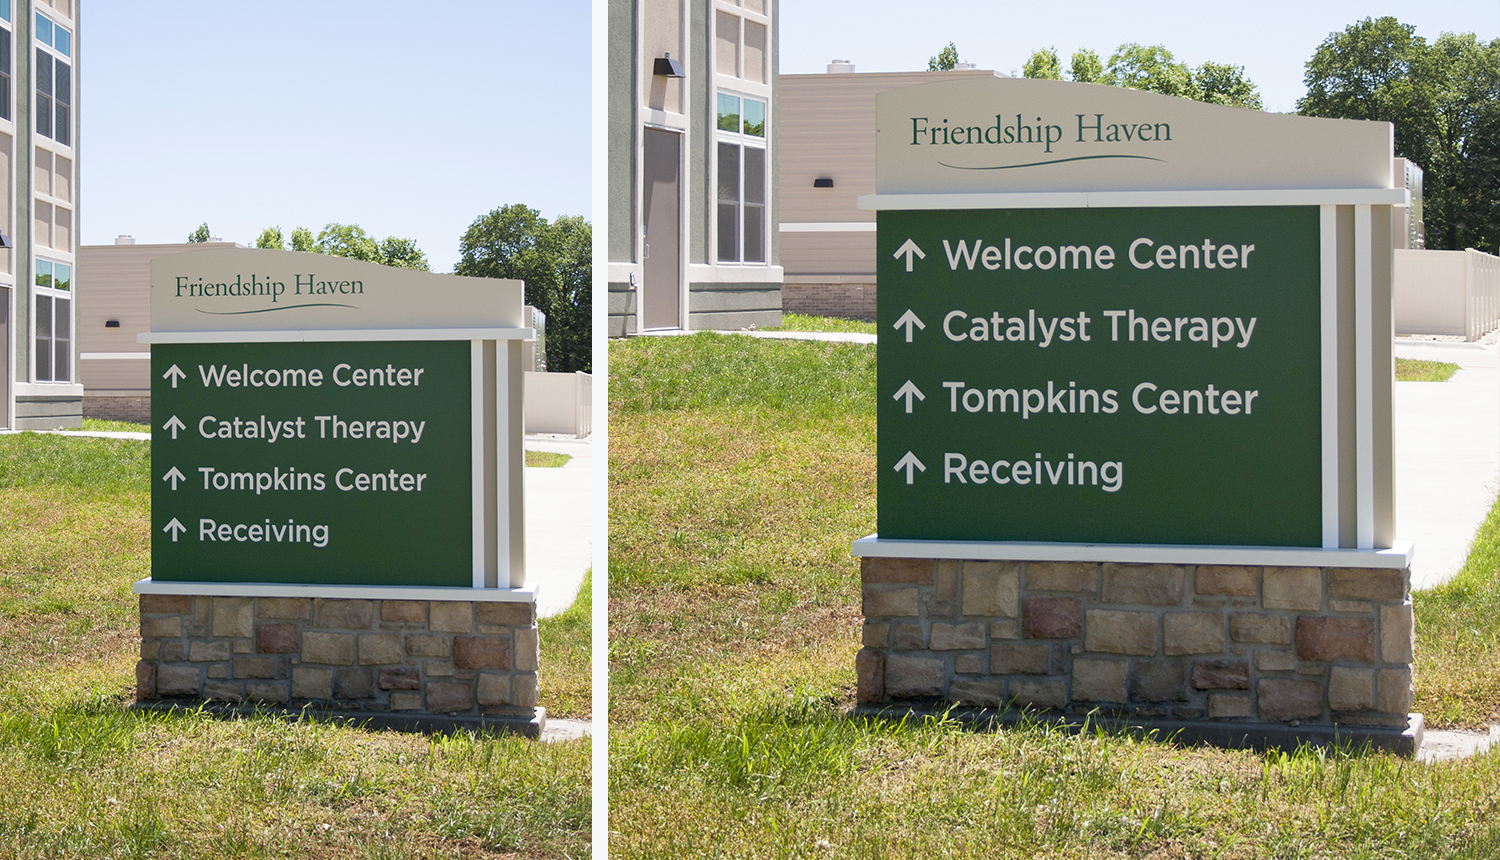 Friendship Haven
↑ Welcome Center
↑ Catalyst Therapy
↑ Tompkins Center
↑ Receiving
Friendship Haven
↑ Welcome Center
↑ Catalyst Therapy
↑ Tompkins Center
↑ Receiving